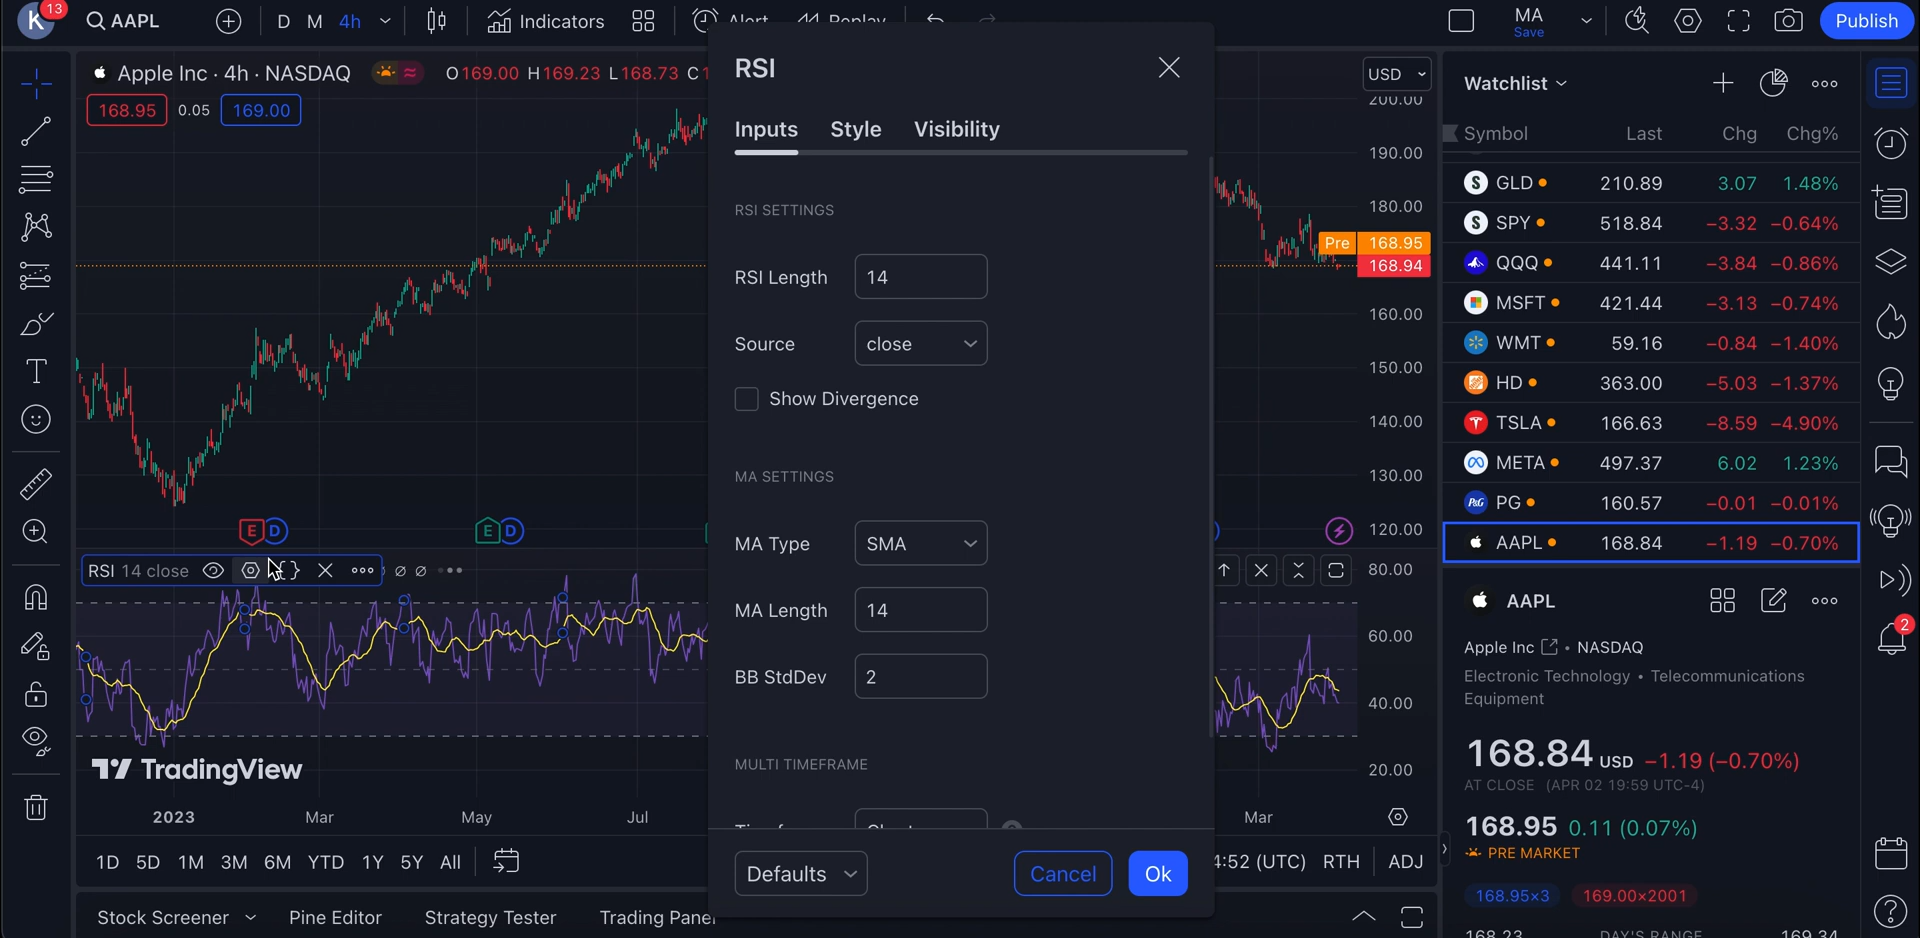 K 13 AAPL D M 4h Indicators Alert Replay MA Save Publish
Apple Inc · 4h · NASDAQ O169.00 H169.23 L168.73 C1
168.95 0.05 169.00
USD
200.00
190.00
180.00
Pre 168.95
168.94
160.00
150.00
140.00
130.00
120.00
E D E D
RSI 14 close {} ∅ ∅
80.00
60.00
40.00
20.00
TradingView
2023 Mar May Jul Mar
1D 5D 1M 3M 6M YTD 1Y 5Y All 4:52 (UTC) RTH ADJ
Stock Screener Pine Editor Strategy Tester Trading Panel
RSI
Inputs Style Visibility
RSI SETTINGS
RSI Length 14
Source close
Show Divergence
MA SETTINGS
MA Type SMA
MA Length 14
BB StdDev 2
MULTI TIMEFRAME
Defaults Cancel Ok
Watchlist
Symbol Last Chg Chg%
S GLD 210.89 3.07 1.48%
S SPY 518.84 −3.32 −0.64%
QQQ 441.11 −3.84 −0.86%
MSFT 421.44 −3.13 −0.74%
WMT 59.16 −0.84 −1.40%
HD 363.00 −5.03 −1.37%
TSLA 166.63 −8.59 −4.90%
META 497.37 6.02 1.23%
P&G PG 160.57 −0.01 −0.01%
AAPL 168.84 −1.19 −0.70%
AAPL
Apple Inc • NASDAQ
Electronic Technology • Telecommunications
Equipment
168.84 USD −1.19 (−0.70%)
AT CLOSE (APR 02 19:59 UTC-4)
168.95 0.11 (0.07%)
PRE MARKET
168.95×3 169.00×2001
168.23 DAY'S RANGE 169.34
2